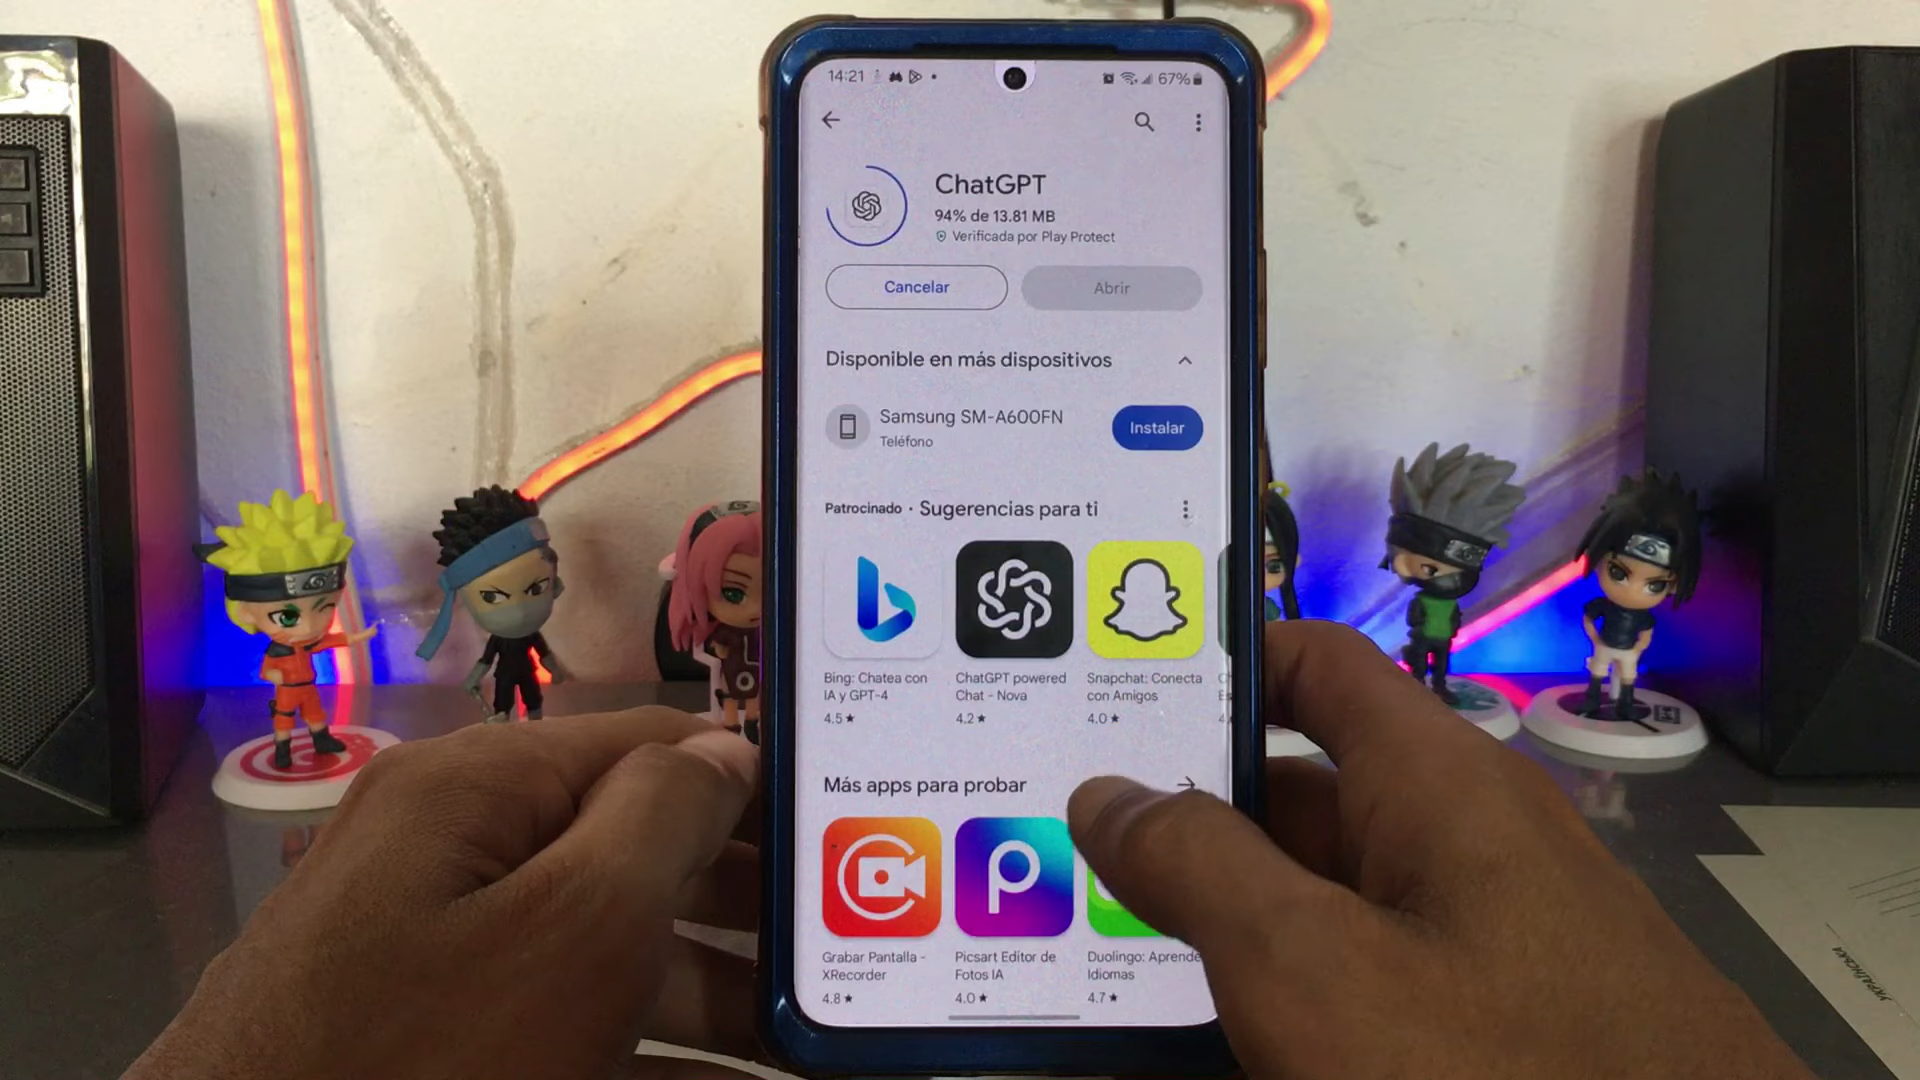 14:21
67%
ChatGPT
94% de 13.81 MB
Verificada por Play Protect
Cancelar
Abrir
Disponible en más dispositivos
Samsung SM-A600FN
Teléfono
Instalar
Patrocinado • Sugerencias para ti
Bing: Chatea con
IA y GPT-4
4.5★
ChatGPT powered
Chat - Nova
4.2★
Snapchat: Conecta
con Amigos
4.0★
Más apps para probar
Grabar Pantalla -
XRecorder
4.8★
Picsart Editor de
Fotos IA
4.0★
Duolingo: Aprende
Idiomas
4.7★